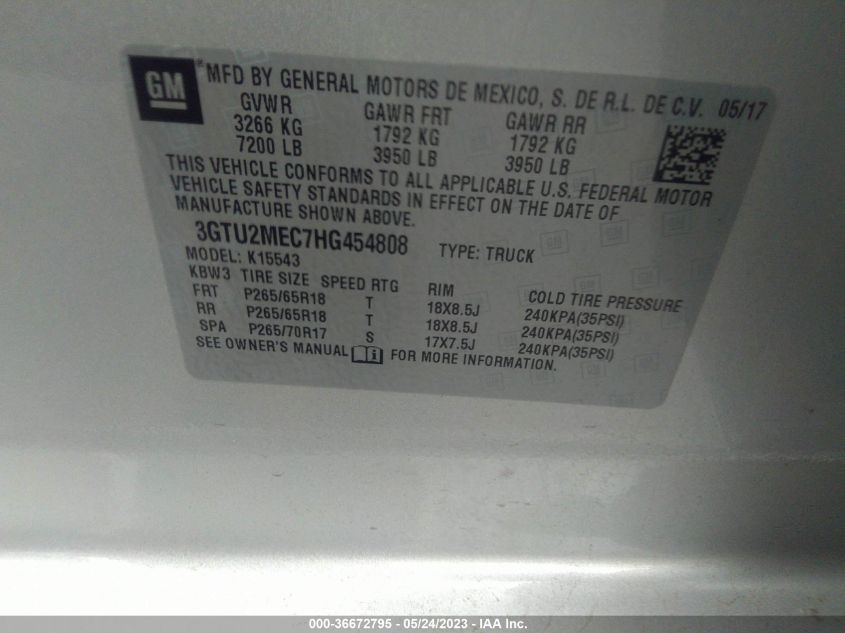 GM
® MFD BY GENERAL MOTORS DE MEXICO, S. DE R.L. DE C.V. 05/17
GVWR GAWR FRT GAWR RR
3266 KG 1792 KG 1792 KG
7200 LB 3950 LB 3950 LB
THIS VEHICLE CONFORMS TO ALL APPLICABLE U.S. FEDERAL MOTOR
VEHICLE SAFETY STANDARDS IN EFFECT ON THE DATE OF
MANUFACTURE SHOWN ABOVE.
3GTU2MEC7HG454808 TYPE: TRUCK
MODEL: K15543
KBW3 TIRE SIZE SPEED RTG RIM COLD TIRE PRESSURE
FRT P265/65R18 T 18X8.5J 240KPA(35PSI)
RR P265/65R18 T 18X8.5J 240KPA(35PSI)
SPA P265/70R17 S 17X7.5J 240KPA(35PSI)
SEE OWNER'S MANUAL FOR MORE INFORMATION.
000-36672795 - 05/24/2023 - IAA Inc.